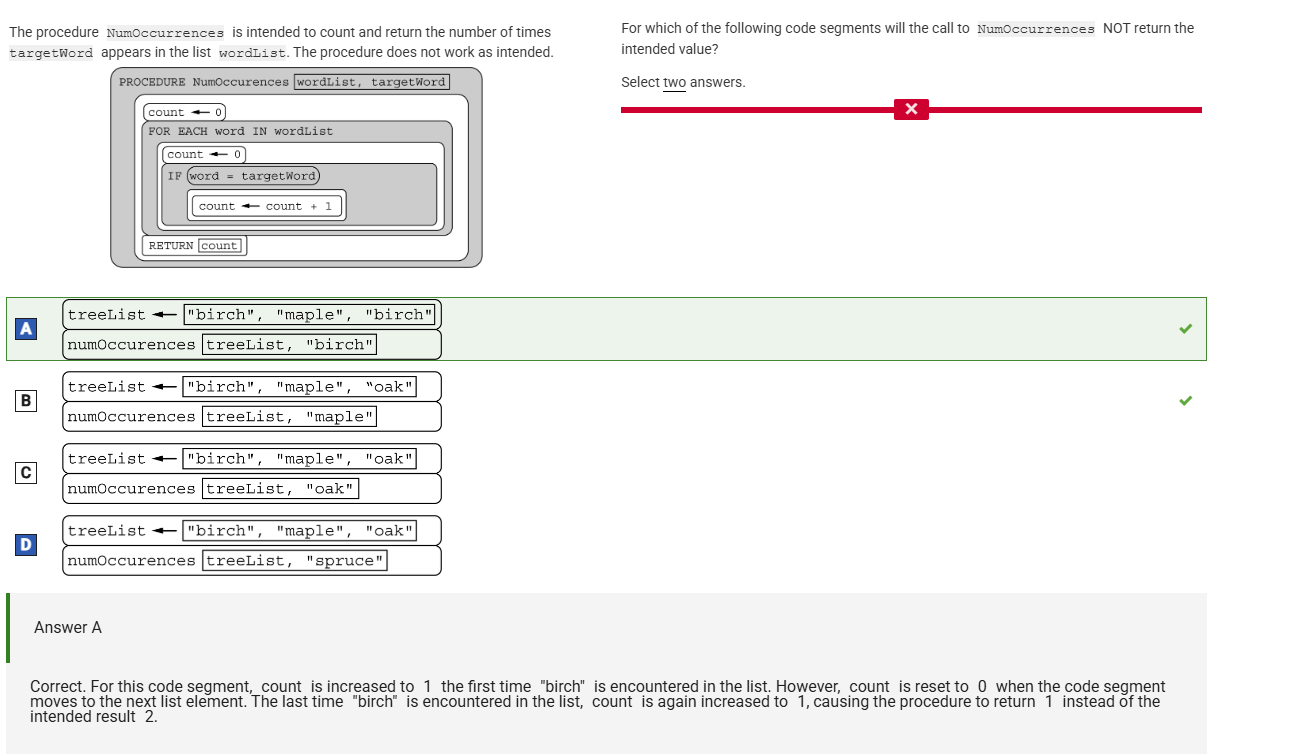 The procedure NumOccurrences is intended to count and return the number of times
targetWord appears in the list wordList. The procedure does not work as intended.
PROCEDURE NumOccurences wordList, targetWord
count ← 0
FOR EACH word IN wordList
count ← 0
IF word = targetWord
count ← count + 1
RETURN count
For which of the following code segments will the call to NumOccurrences NOT return the
intended value?
Select two answers.
A
treeList ← "birch", "maple", "birch"
numOccurences treeList, "birch"
B
treeList ← "birch", "maple", “oak"
numOccurences treeList, "maple"
C
treeList ← "birch", "maple", "oak"
numOccurences treeList, "oak"
D
treeList ← "birch", "maple", "oak"
numOccurences treeList, "spruce"
Answer A
Correct. For this code segment, count is increased to 1 the first time "birch" is encountered in the list. However, count is reset to 0 when the code segment
moves to the next list element. The last time "birch" is encountered in the list, count is again increased to 1, causing the procedure to return 1 instead of the
intended result 2.